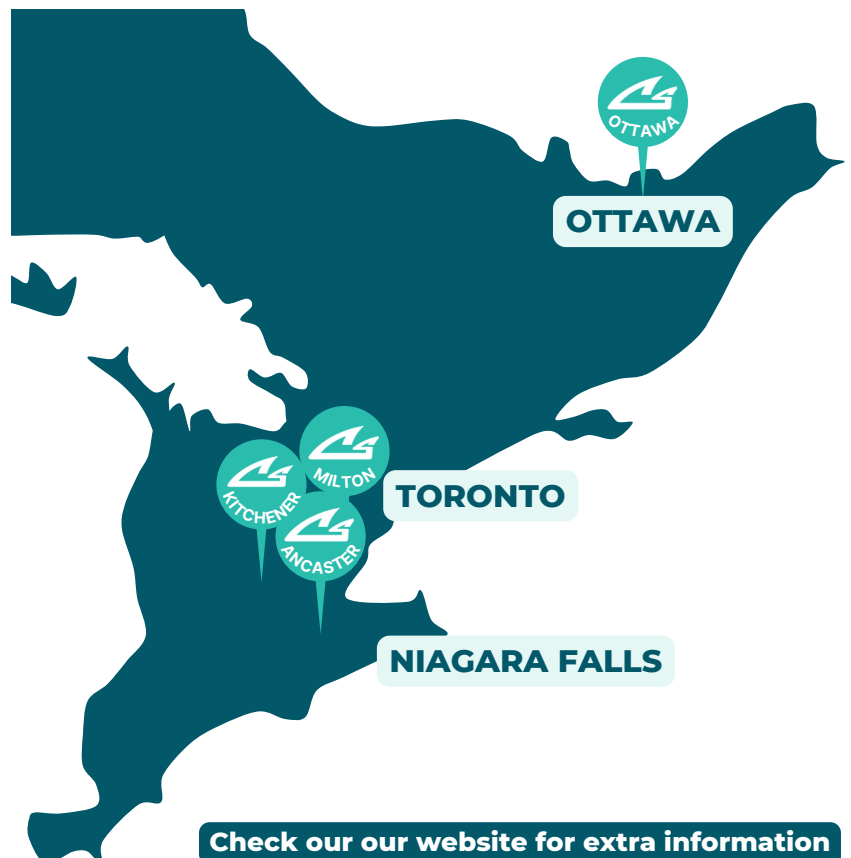 OTTAWA
OTTAWA
MILTON
KITCHENER
TORONTO
ANCASTER
NIAGARA FALLS
Check our our website for extra information